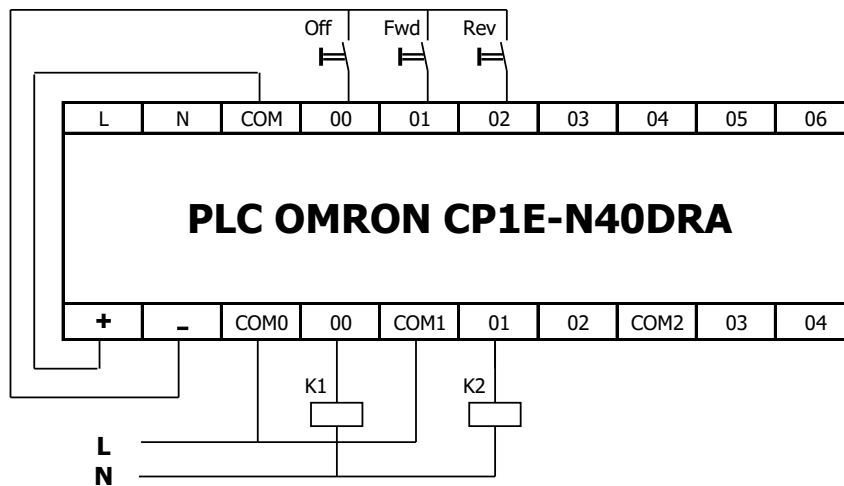 Off Fwd Rev
L N COM 00 01 02 03 04 05 06
PLC OMRON CP1E-N40DRA
+ - COM0 00 COM1 01 02 COM2 03 04
K1 K2
L
N